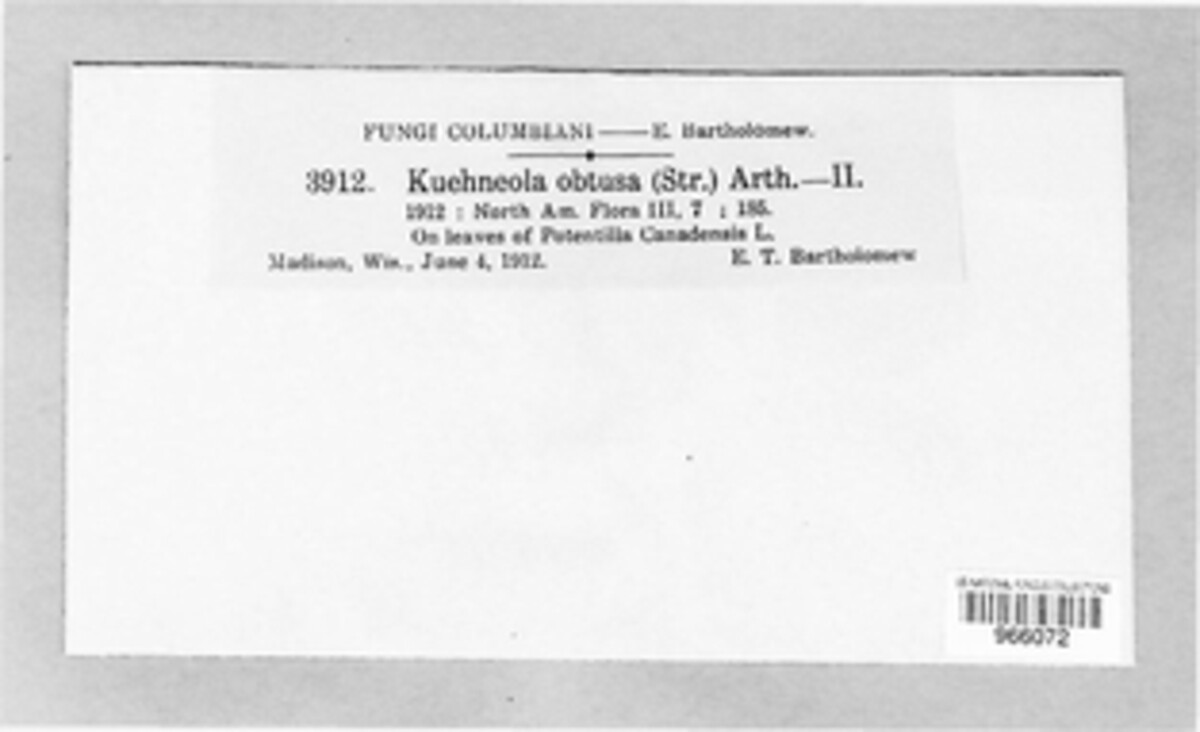 FUNGI COLUMBIANI — E. Bartholomew.
3912. Kuehneola obtusa (Str.) Arth.—II.
1912 : North Am. Flora III, 7 : 185.
On leaves of Potentilla Canadensis L.
Madison, Wis., June 4, 1912. E. T. Bartholomew
966072